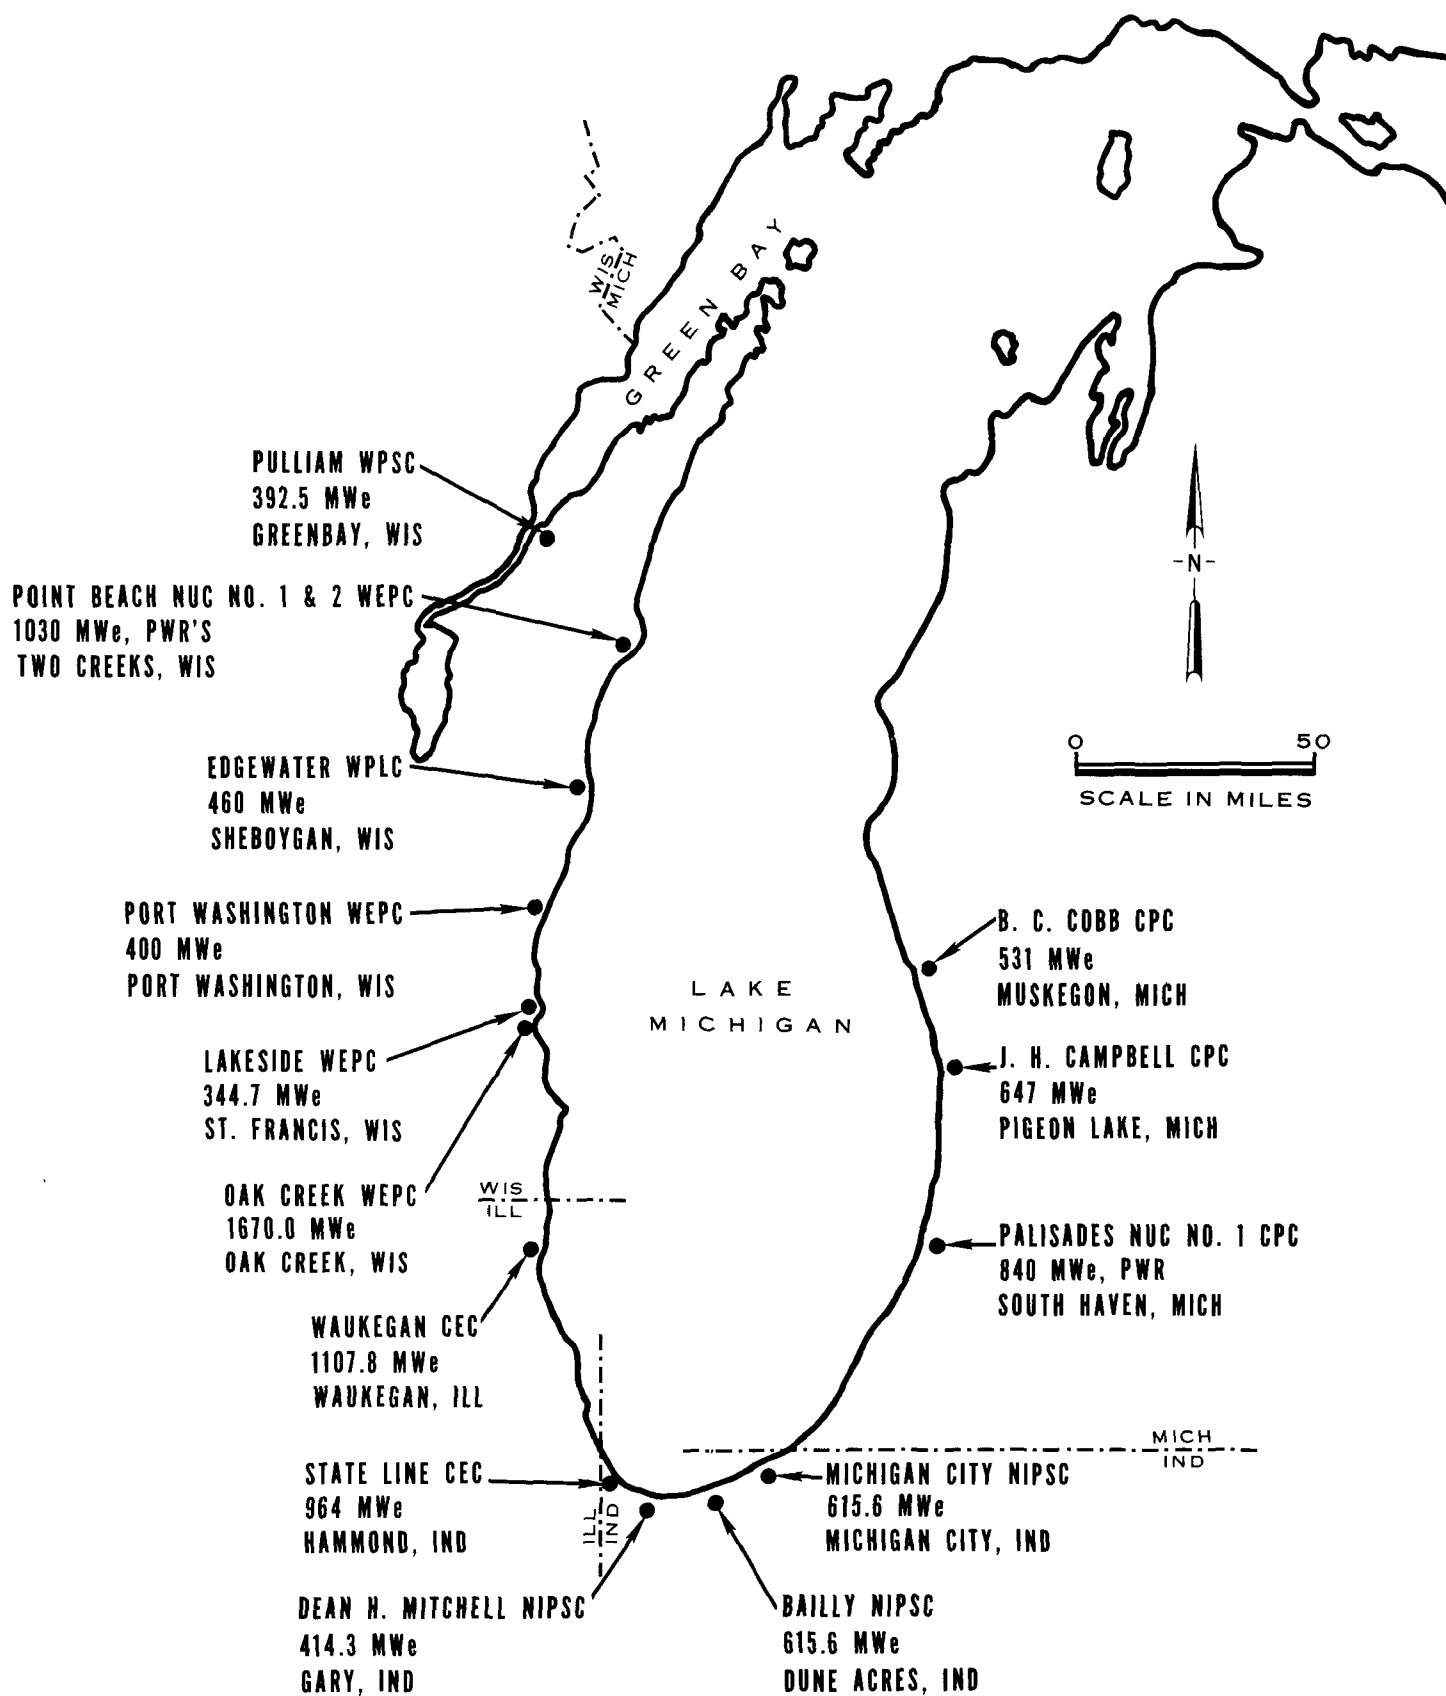 WIS
MICH
GREEN BAY
PULLIAM WPSC
392.5 MWe
GREENBAY, WIS
-N-
POINT BEACH NUC NO. 1 & 2 WEPC
1030 MWe, PWR'S
TWO CREEKS, WIS
0 50
SCALE IN MILES
EDGEWATER WPLC
460 MWe
SHEBOYGAN, WIS
PORT WASHINGTON WEPC
400 MWe
PORT WASHINGTON, WIS
B. C. COBB CPC
531 MWe
MUSKEGON, MICH
LAKE
MICHIGAN
LAKESIDE WEPC
344.7 MWe
ST. FRANCIS, WIS
J. H. CAMPBELL CPC
647 MWe
PIGEON LAKE, MICH
OAK CREEK WEPC
1670.0 MWe
OAK CREEK, WIS
WIS
ILL
PALISADES NUC NO. 1 CPC
840 MWe, PWR
SOUTH HAVEN, MICH
WAUKEGAN CEC
1107.8 MWe
WAUKEGAN, ILL
MICH
IND
STATE LINE CEC
964 MWe
HAMMOND, IND
ILL
IND
MICHIGAN CITY NIPSC
615.6 MWe
MICHIGAN CITY, IND
DEAN H. MITCHELL NIPSC
414.3 MWe
GARY, IND
BAILLY NIPSC
615.6 MWe
DUNE ACRES, IND